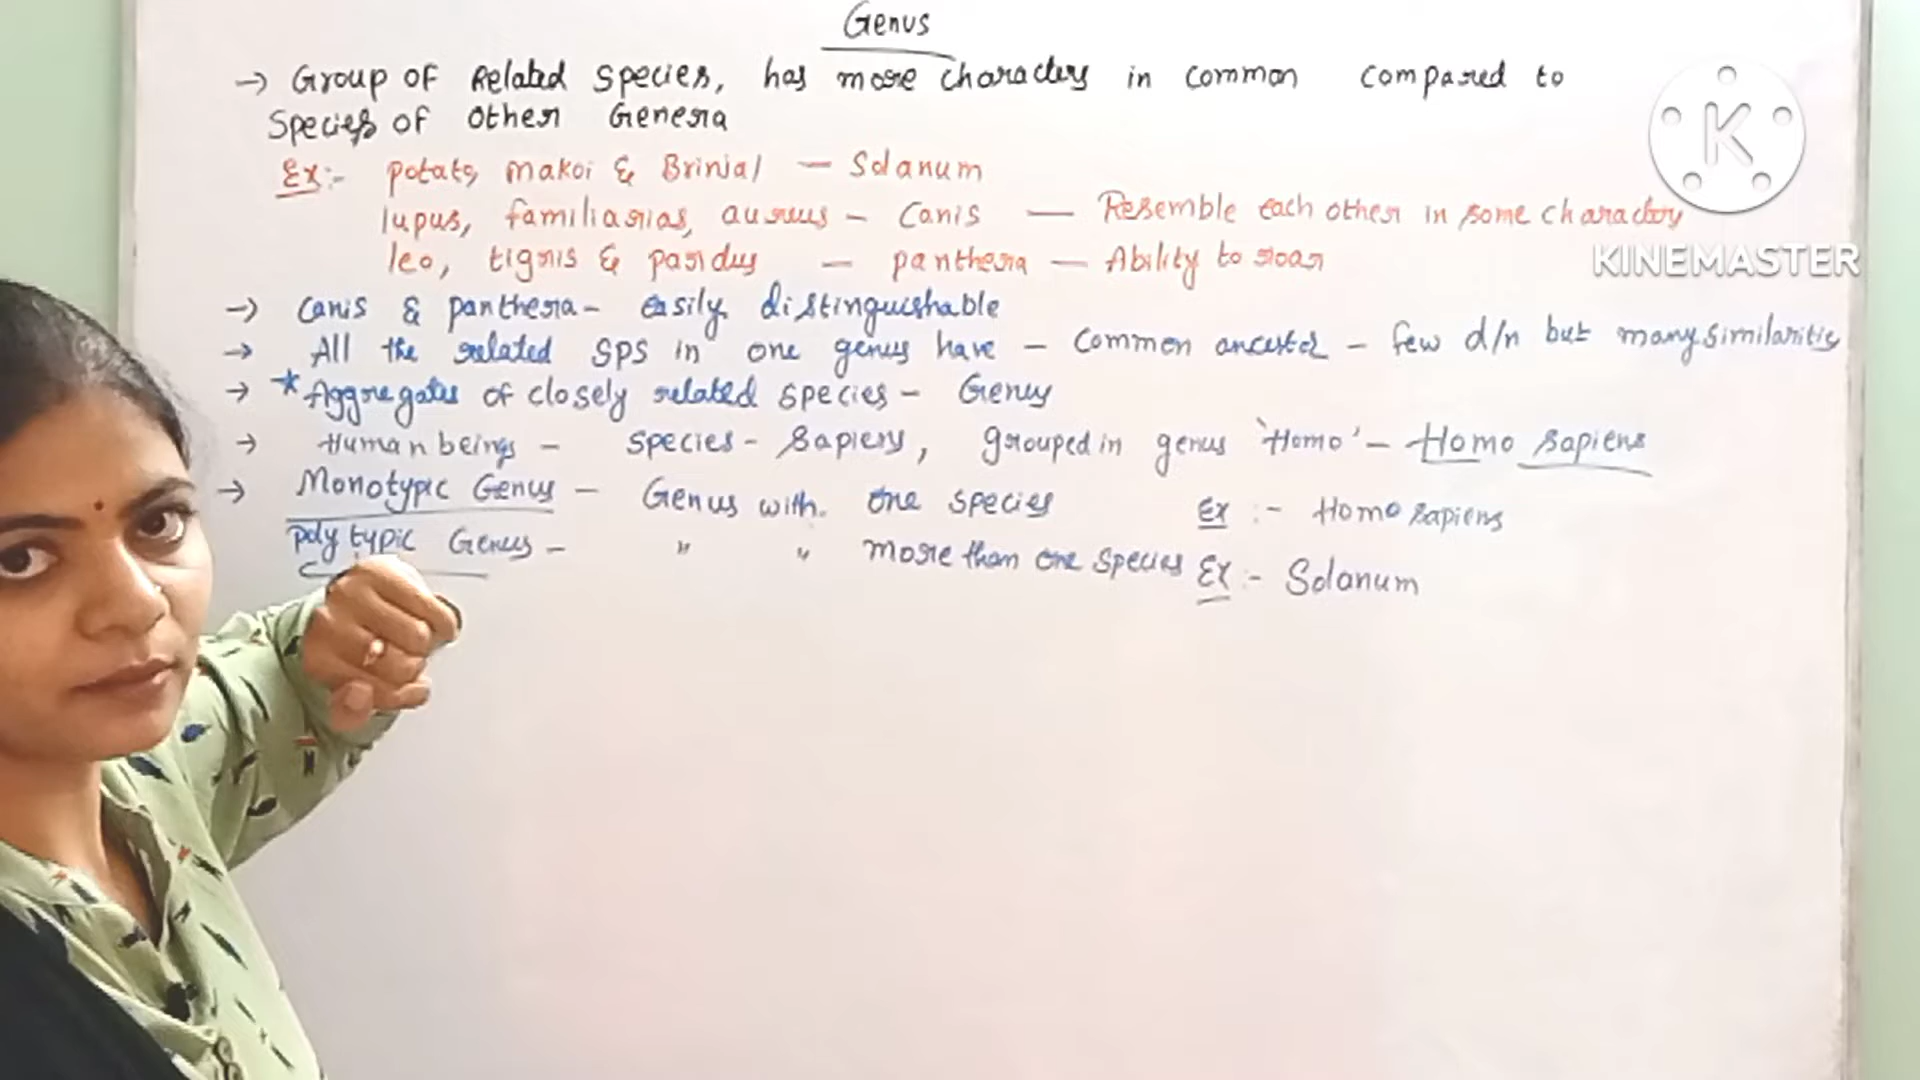 Genus
→ Group of Related Species, has more characters in common compared to
Species of Other Genera
Ex:- potato, makoi & Brinjal — Solanum
lupus, familiarias, aureus — Canis — Resemble each other in some characters
leo, tigris & pardus — panthera — Ability to roar
→ Canis & panthera - easily distinguishable
→ All the related SPS in one genus have - Common ancestor - few d/n but many similarities
→ * Aggregates of closely related species - Genus
→ Human beings - species - sapiens, grouped in genus 'Homo' - Homo sapiens
→ Monotypic Genus - Genus with one species Ex :- Homo sapiens
poly typic Genus - " " more than one species Ex :- Solanum
K
KINEMASTER